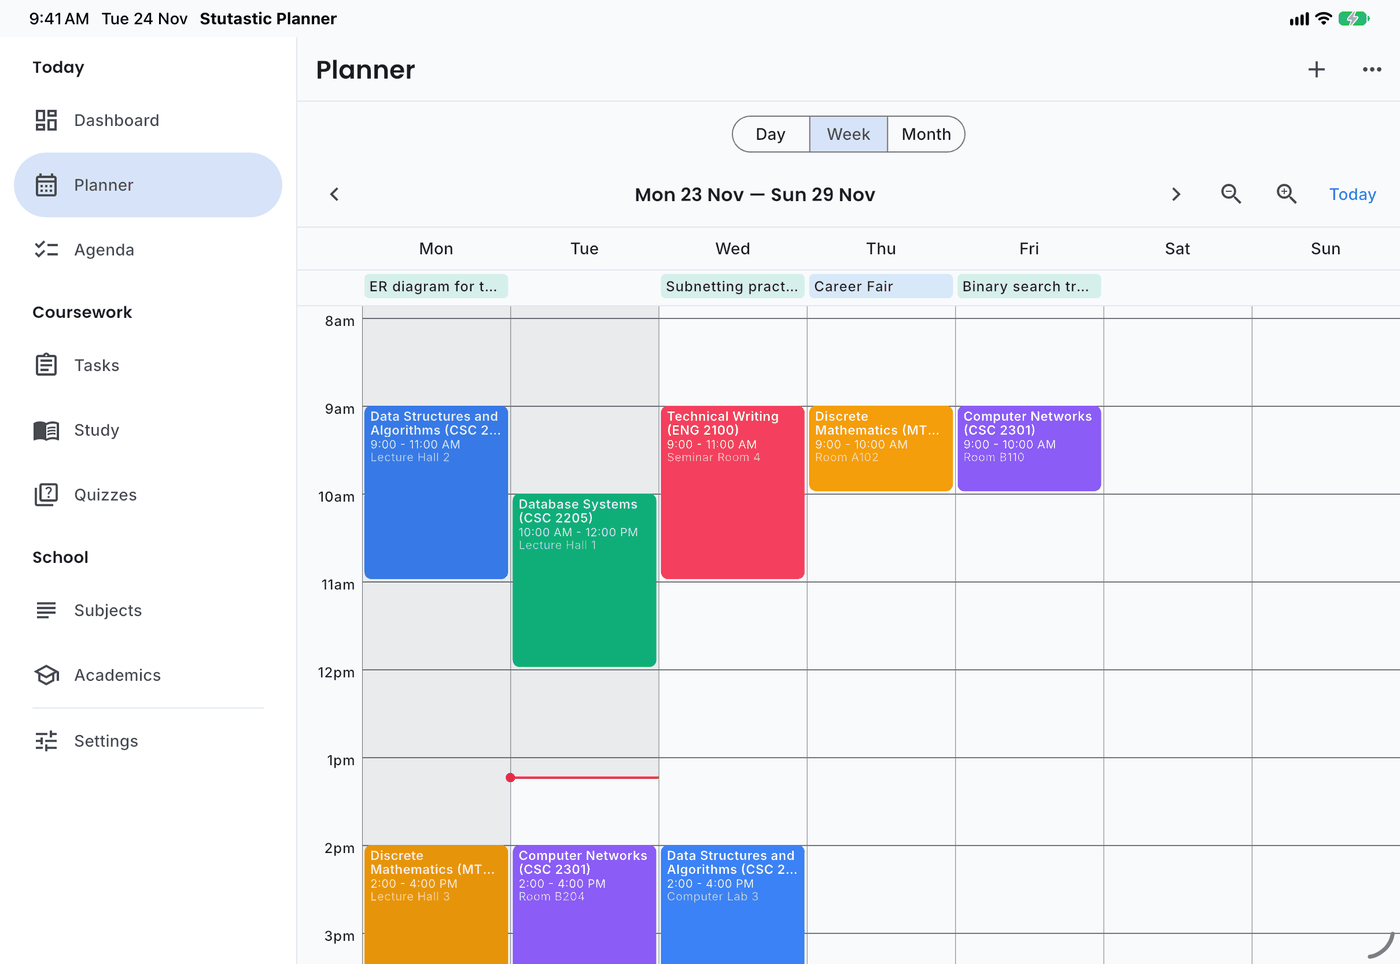 9:41 AM Tue 24 Nov Stutastic Planner
Today
Dashboard
Planner
Agenda
Coursework
Tasks
Study
Quizzes
School
Subjects
Academics
Settings
Planner
Day Week Month
Mon 23 Nov — Sun 29 Nov
Today
Mon Tue Wed Thu Fri Sat Sun
ER diagram for t...
Subnetting pract...
Career Fair
Binary search tr...
8am
9am
10am
11am
12pm
1pm
2pm
3pm
Data Structures and
Algorithms (CSC 2...
9:00 - 11:00 AM
Lecture Hall 2
Discrete
Mathematics (MT...
2:00 - 4:00 PM
Lecture Hall 3
Database Systems
(CSC 2205)
10:00 AM - 12:00 PM
Lecture Hall 1
Computer Networks
(CSC 2301)
2:00 - 4:00 PM
Room B204
Technical Writing
(ENG 2100)
9:00 - 11:00 AM
Seminar Room 4
Data Structures and
Algorithms (CSC 2...
2:00 - 4:00 PM
Computer Lab 3
Discrete
Mathematics (MT...
9:00 - 10:00 AM
Room A102
Computer Networks
(CSC 2301)
9:00 - 10:00 AM
Room B110